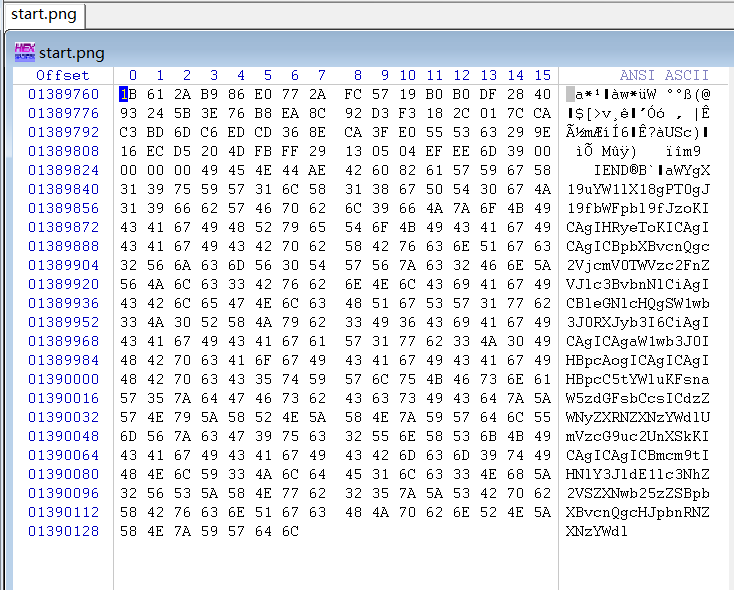 start.png
start.png
Offset 0 1 2 3 4 5 6 7 8 9 10 11 12 13 14 15 ANSI ASCII
01389760 1B 61 2A B9 86 E0 77 2A FC 57 19 B0 B0 DF 28 40 a*¹▮àw*üW °°ß(@
01389776 93 24 5B 3E 76 B8 EA 8C 92 D3 F3 18 2C 01 7C CA ▮$[>v¸ê▮’Óó , |Ê
01389792 C3 BD 6D C6 ED CD 36 8E CA 3F E0 55 53 63 29 9E Ã½mÆíÍ6▮Ê?àUSc)▮
01389808 16 EC D5 20 4D FB FF 29 13 05 04 EF EE 6D 39 00 ìÕ Mûÿ) ïîm9
01389824 00 00 00 49 45 4E 44 AE 42 60 82 61 57 59 67 58 IEND®B`▮aWYgX
01389840 31 39 75 59 57 31 6C 58 31 38 67 50 54 30 67 4A 19uYW1lX18gPT0gJ
01389856 31 39 66 62 57 46 70 62 6C 39 66 4A 7A 6F 4B 49 19fbWFpbl9fJzoKI
01389872 43 41 67 49 48 52 79 65 54 6F 4B 49 43 41 67 49 CAgIHRyeToKICAgI
01389888 43 41 67 49 43 42 70 62 58 42 76 63 6E 51 67 63 CAgICBpbXBvcnQgc
01389904 32 56 6A 63 6D 56 30 54 57 56 7A 63 32 46 6E 5A 2VjcmV0TWVzc2FnZ
01389920 56 4A 6C 63 33 42 76 62 6E 4E 6C 43 69 41 67 49 VJlc3BvbnNlCiAgI
01389936 43 42 6C 65 47 4E 6C 63 48 51 67 53 57 31 77 62 CBleGNlcHQgSW1wb
01389952 33 4A 30 52 58 4A 79 62 33 49 36 43 69 41 67 49 3J0RXJyb3I6CiAgI
01389968 43 41 67 49 43 41 67 61 57 31 77 62 33 4A 30 49 CAgICAgaW1wb3J0I
01389984 48 42 70 63 41 6F 67 49 43 41 67 49 43 41 67 49 HBpcAogICAgICAgI
01390000 48 42 70 63 43 35 74 59 57 6C 75 4B 46 73 6E 61 HBpcC5tYWluKFsna
01390016 57 35 7A 64 47 46 73 62 43 63 73 49 43 64 7A 5A W5zdGFsbCcsICdzZ
01390032 57 4E 79 5A 58 52 4E 5A 58 4E 7A 59 57 64 6C 55 WNyZXRNZXNzYWdlU
01390048 6D 56 7A 63 47 39 75 63 32 55 6E 58 53 6B 4B 49 mVzcG9uc2UnXSkKI
01390064 43 41 67 49 43 41 67 49 43 42 6D 63 6D 39 74 49 CAgICAgICBmcm9tI
01390080 48 4E 6C 59 33 4A 6C 64 45 31 6C 63 33 4E 68 5A HNlY3JldE1lc3NhZ
01390096 32 56 53 5A 58 4E 77 62 32 35 7A 5A 53 42 70 62 2VSZXNwb25zZSBpb
01390112 58 42 76 63 6E 51 67 63 48 4A 70 62 6E 52 4E 5A XBvcnQgcHJpbnRNZ
01390128 58 4E 7A 59 57 64 6C XNzYWdl